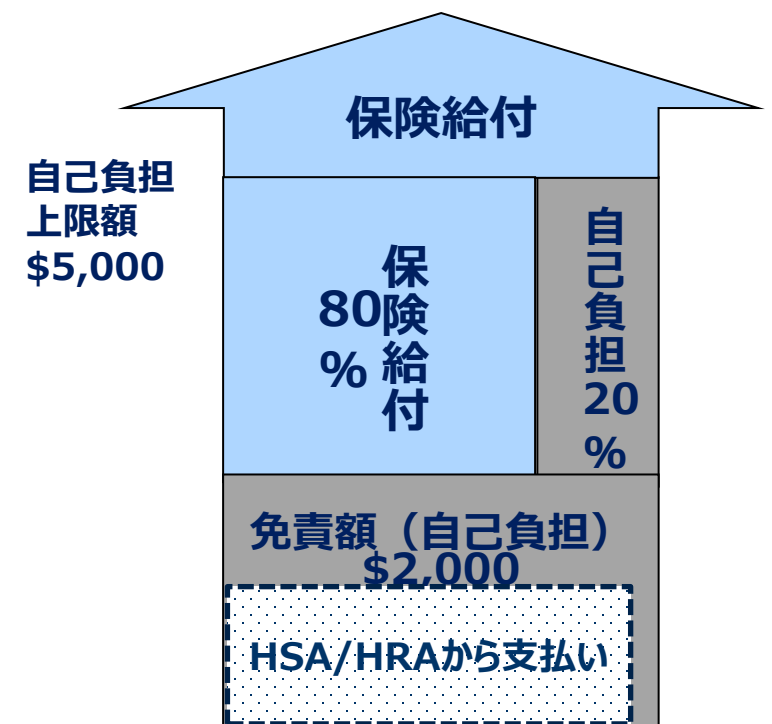 保険給付
自己負担
上限額
$5,000
80
%
保険給付
自己負担
20
%
免責額（自己負担）
$2,000
HSA/HRAから支払い